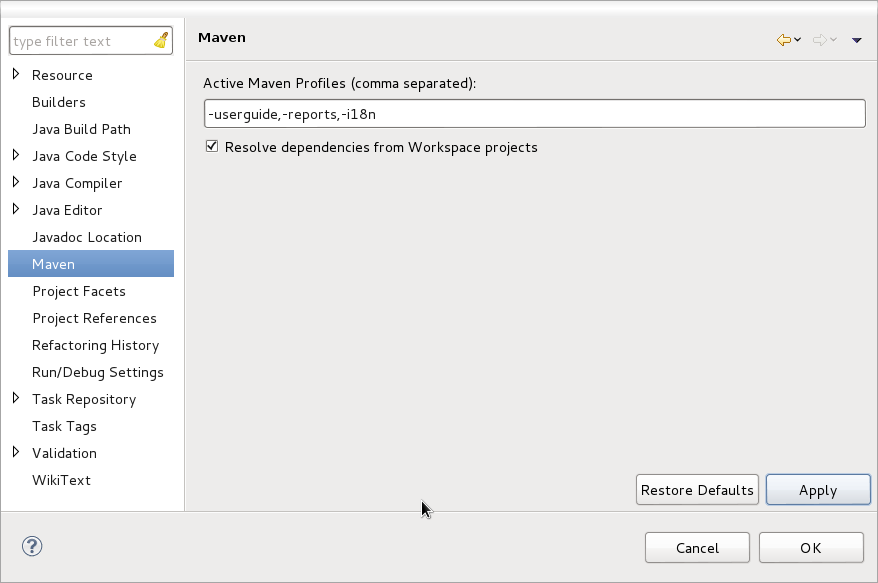 type filter text
Resource
Builders
Java Build Path
Java Code Style
Java Compiler
Java Editor
Javadoc Location
Maven
Project Facets
Project References
Refactoring History
Run/Debug Settings
Task Repository
Task Tags
Validation
WikiText
Maven
Active Maven Profiles (comma separated):
-userguide,-reports,-i18n
Resolve dependencies from Workspace projects
Restore Defaults
Apply
?
Cancel
OK